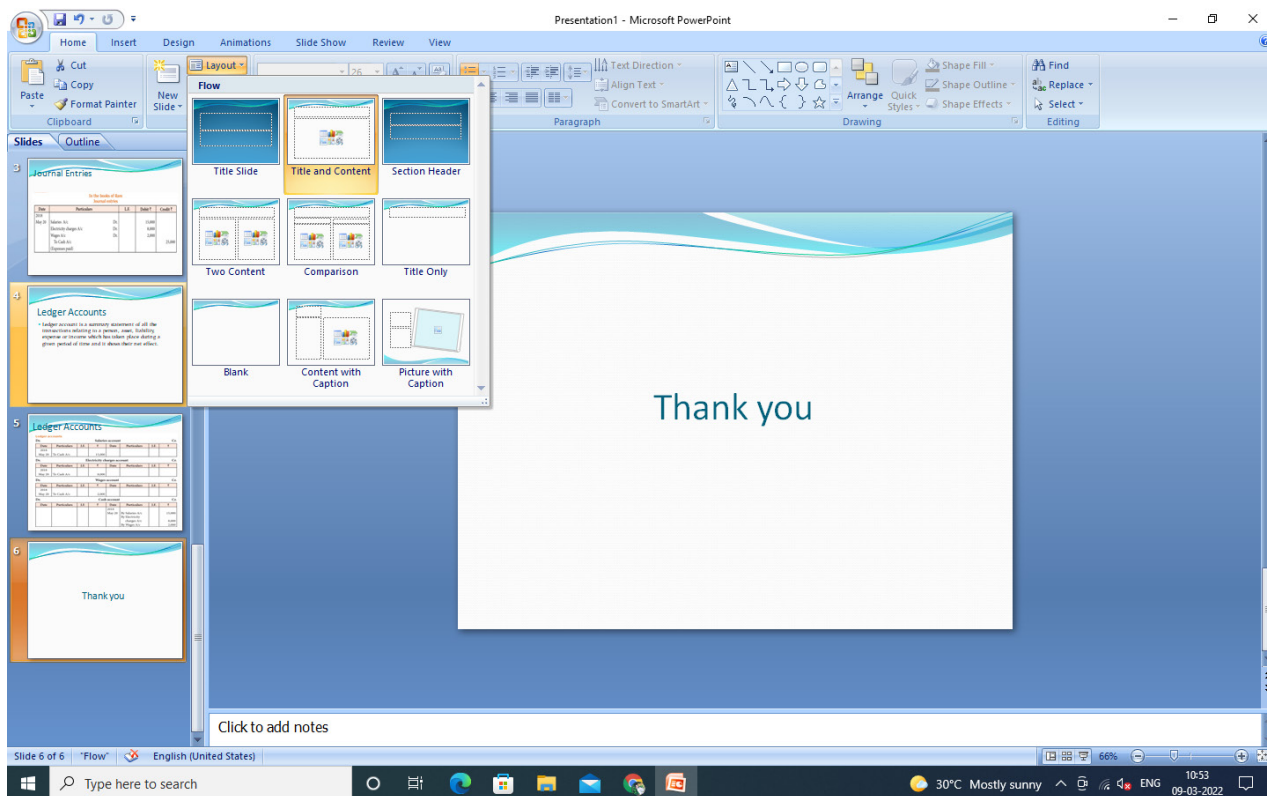 Presentation1 - Microsoft PowerPoint
Home Insert Design Animations Slide Show Review View
Cut
Copy
Format Painter
Paste
Clipboard
New Slide
Layout
26
Text Direction
Align Text
Convert to SmartArt
Paragraph
Arrange
Quick Styles
Shape Fill
Shape Outline
Shape Effects
Drawing
Find
Replace
Select
Editing
Slides Outline
Flow
Title Slide
Title and Content
Section Header
Two Content
Comparison
Title Only
Blank
Content with Caption
Picture with Caption
3
Journal Entries
4
Ledger Accounts
Ledger account is a summary statement of all the
transactions relating to a person, asset, liability,
expense or income which has taken place during a
given period of time and it shows their net effect.
5
Ledger Accounts
6
Thank you
Thank you
Click to add notes
Slide 6 of 6 "Flow" English (United States) 66%
Type here to search
30°C Mostly sunny ENG 10:53
09-03-2022